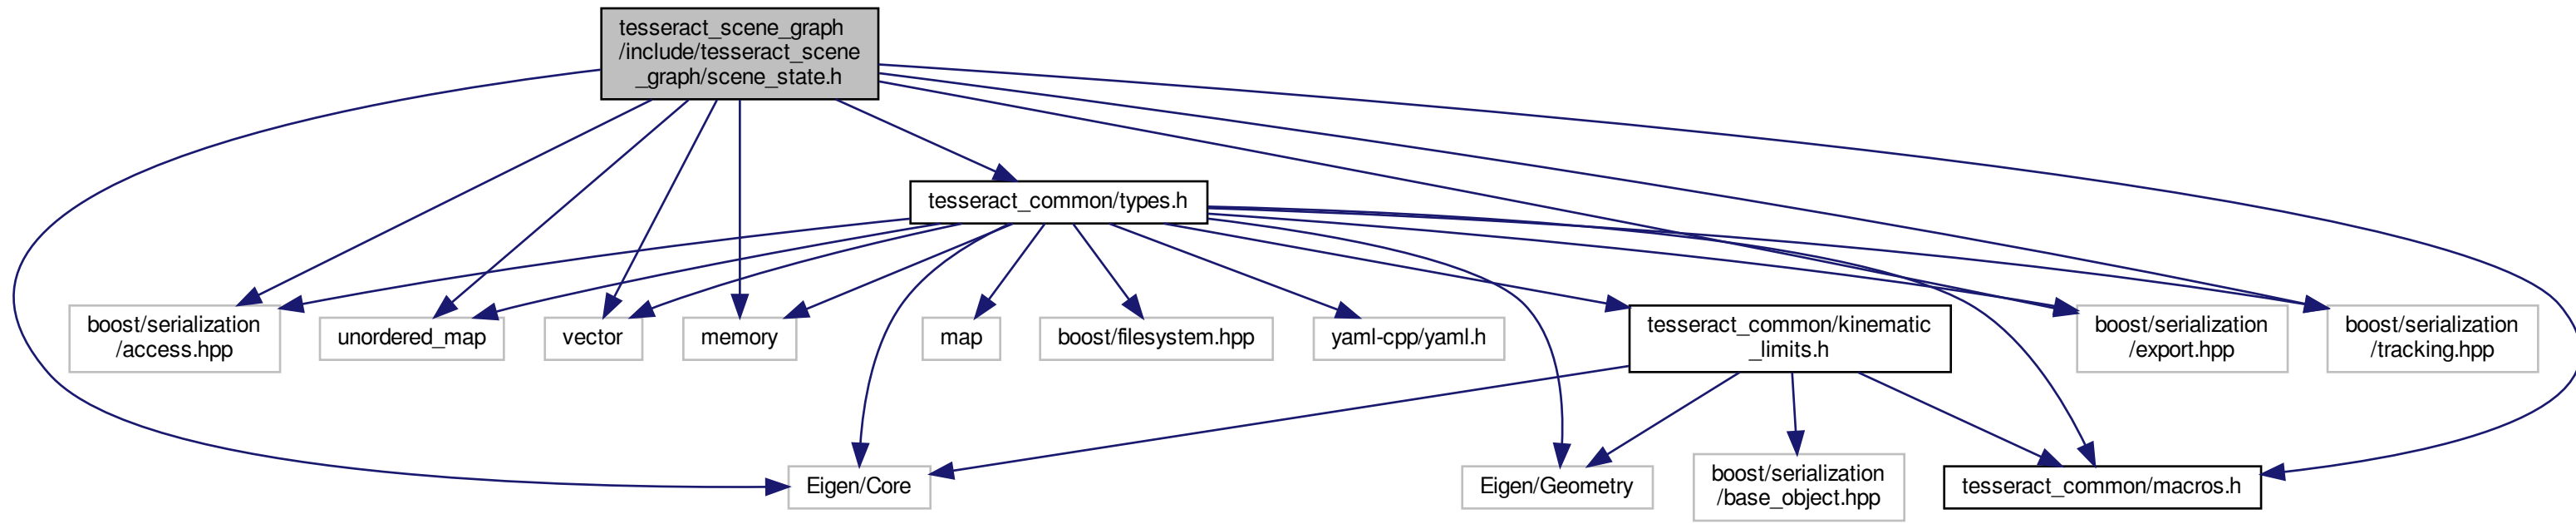 tesseract_scene_graph
/include/tesseract_scene
_graph/scene_state.h
tesseract_common/types.h
boost/serialization
/access.hpp
unordered_map
vector
memory
map
boost/filesystem.hpp
yaml-cpp/yaml.h
tesseract_common/kinematic
_limits.h
boost/serialization
/export.hpp
boost/serialization
/tracking.hpp
Eigen/Core
Eigen/Geometry
boost/serialization
/base_object.hpp
tesseract_common/macros.h